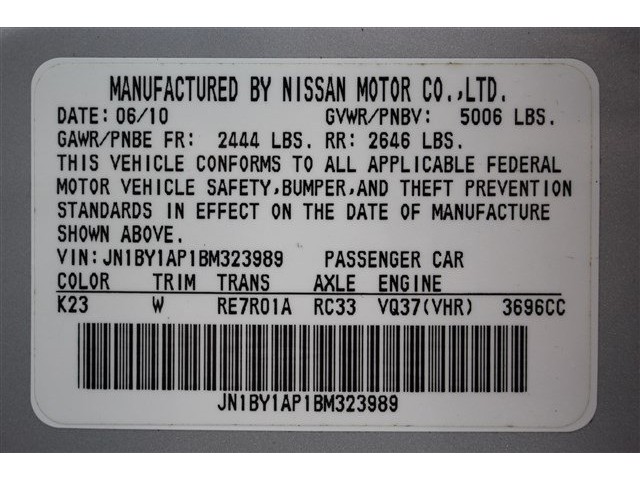 MANUFACTURED BY NISSAN MOTOR CO.,LTD.
DATE: 06/10 GVWR/PNBV: 5006 LBS.
GAWR/PNBE FR: 2444 LBS. RR: 2646 LBS.
THIS VEHICLE CONFORMS TO ALL APPLICABLE FEDERAL
MOTOR VEHICLE SAFETY,BUMPER,AND THEFT PREVENTION
STANDARDS IN EFFECT ON THE DATE OF MANUFACTURE
SHOWN ABOVE.
VIN:JN1BY1AP1BM323989 PASSENGER CAR
COLOR TRIM TRANS AXLE ENGINE
K23 W RE7R01A RC33 VQ37(VHR) 3696CC
JN1BY1AP1BM323989